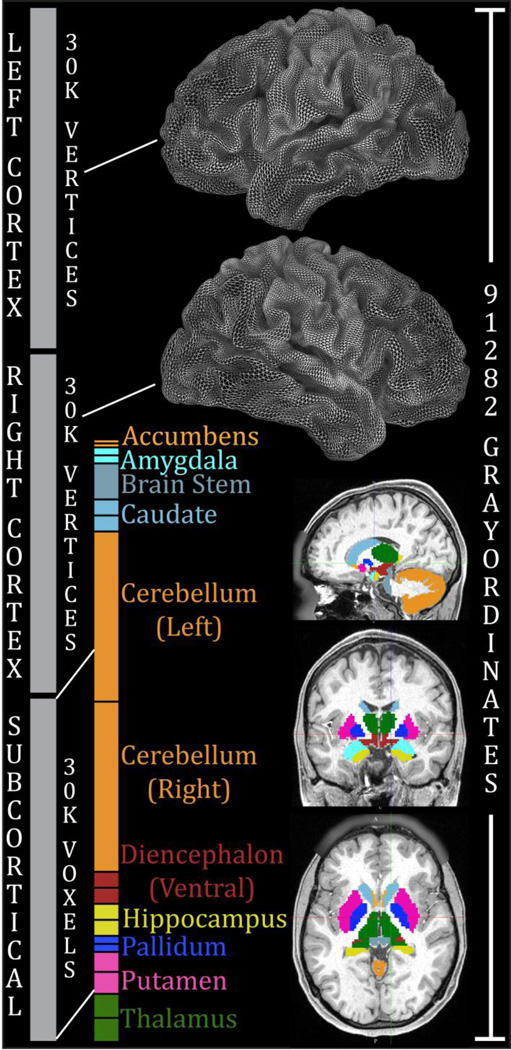 LEFT CORTEX
30K VERTICES
RIGHT CORTEX
30K VERTICES
SUBCORTICAL
30K VOXELS
Accumbens
Amygdala
Brain Stem
Caudate
Cerebellum
(Left)
Cerebellum
(Right)
Diencephalon
(Ventral)
Hippocampus
Pallidum
Putamen
Thalamus
91282 GRAYORDINATES
A
P